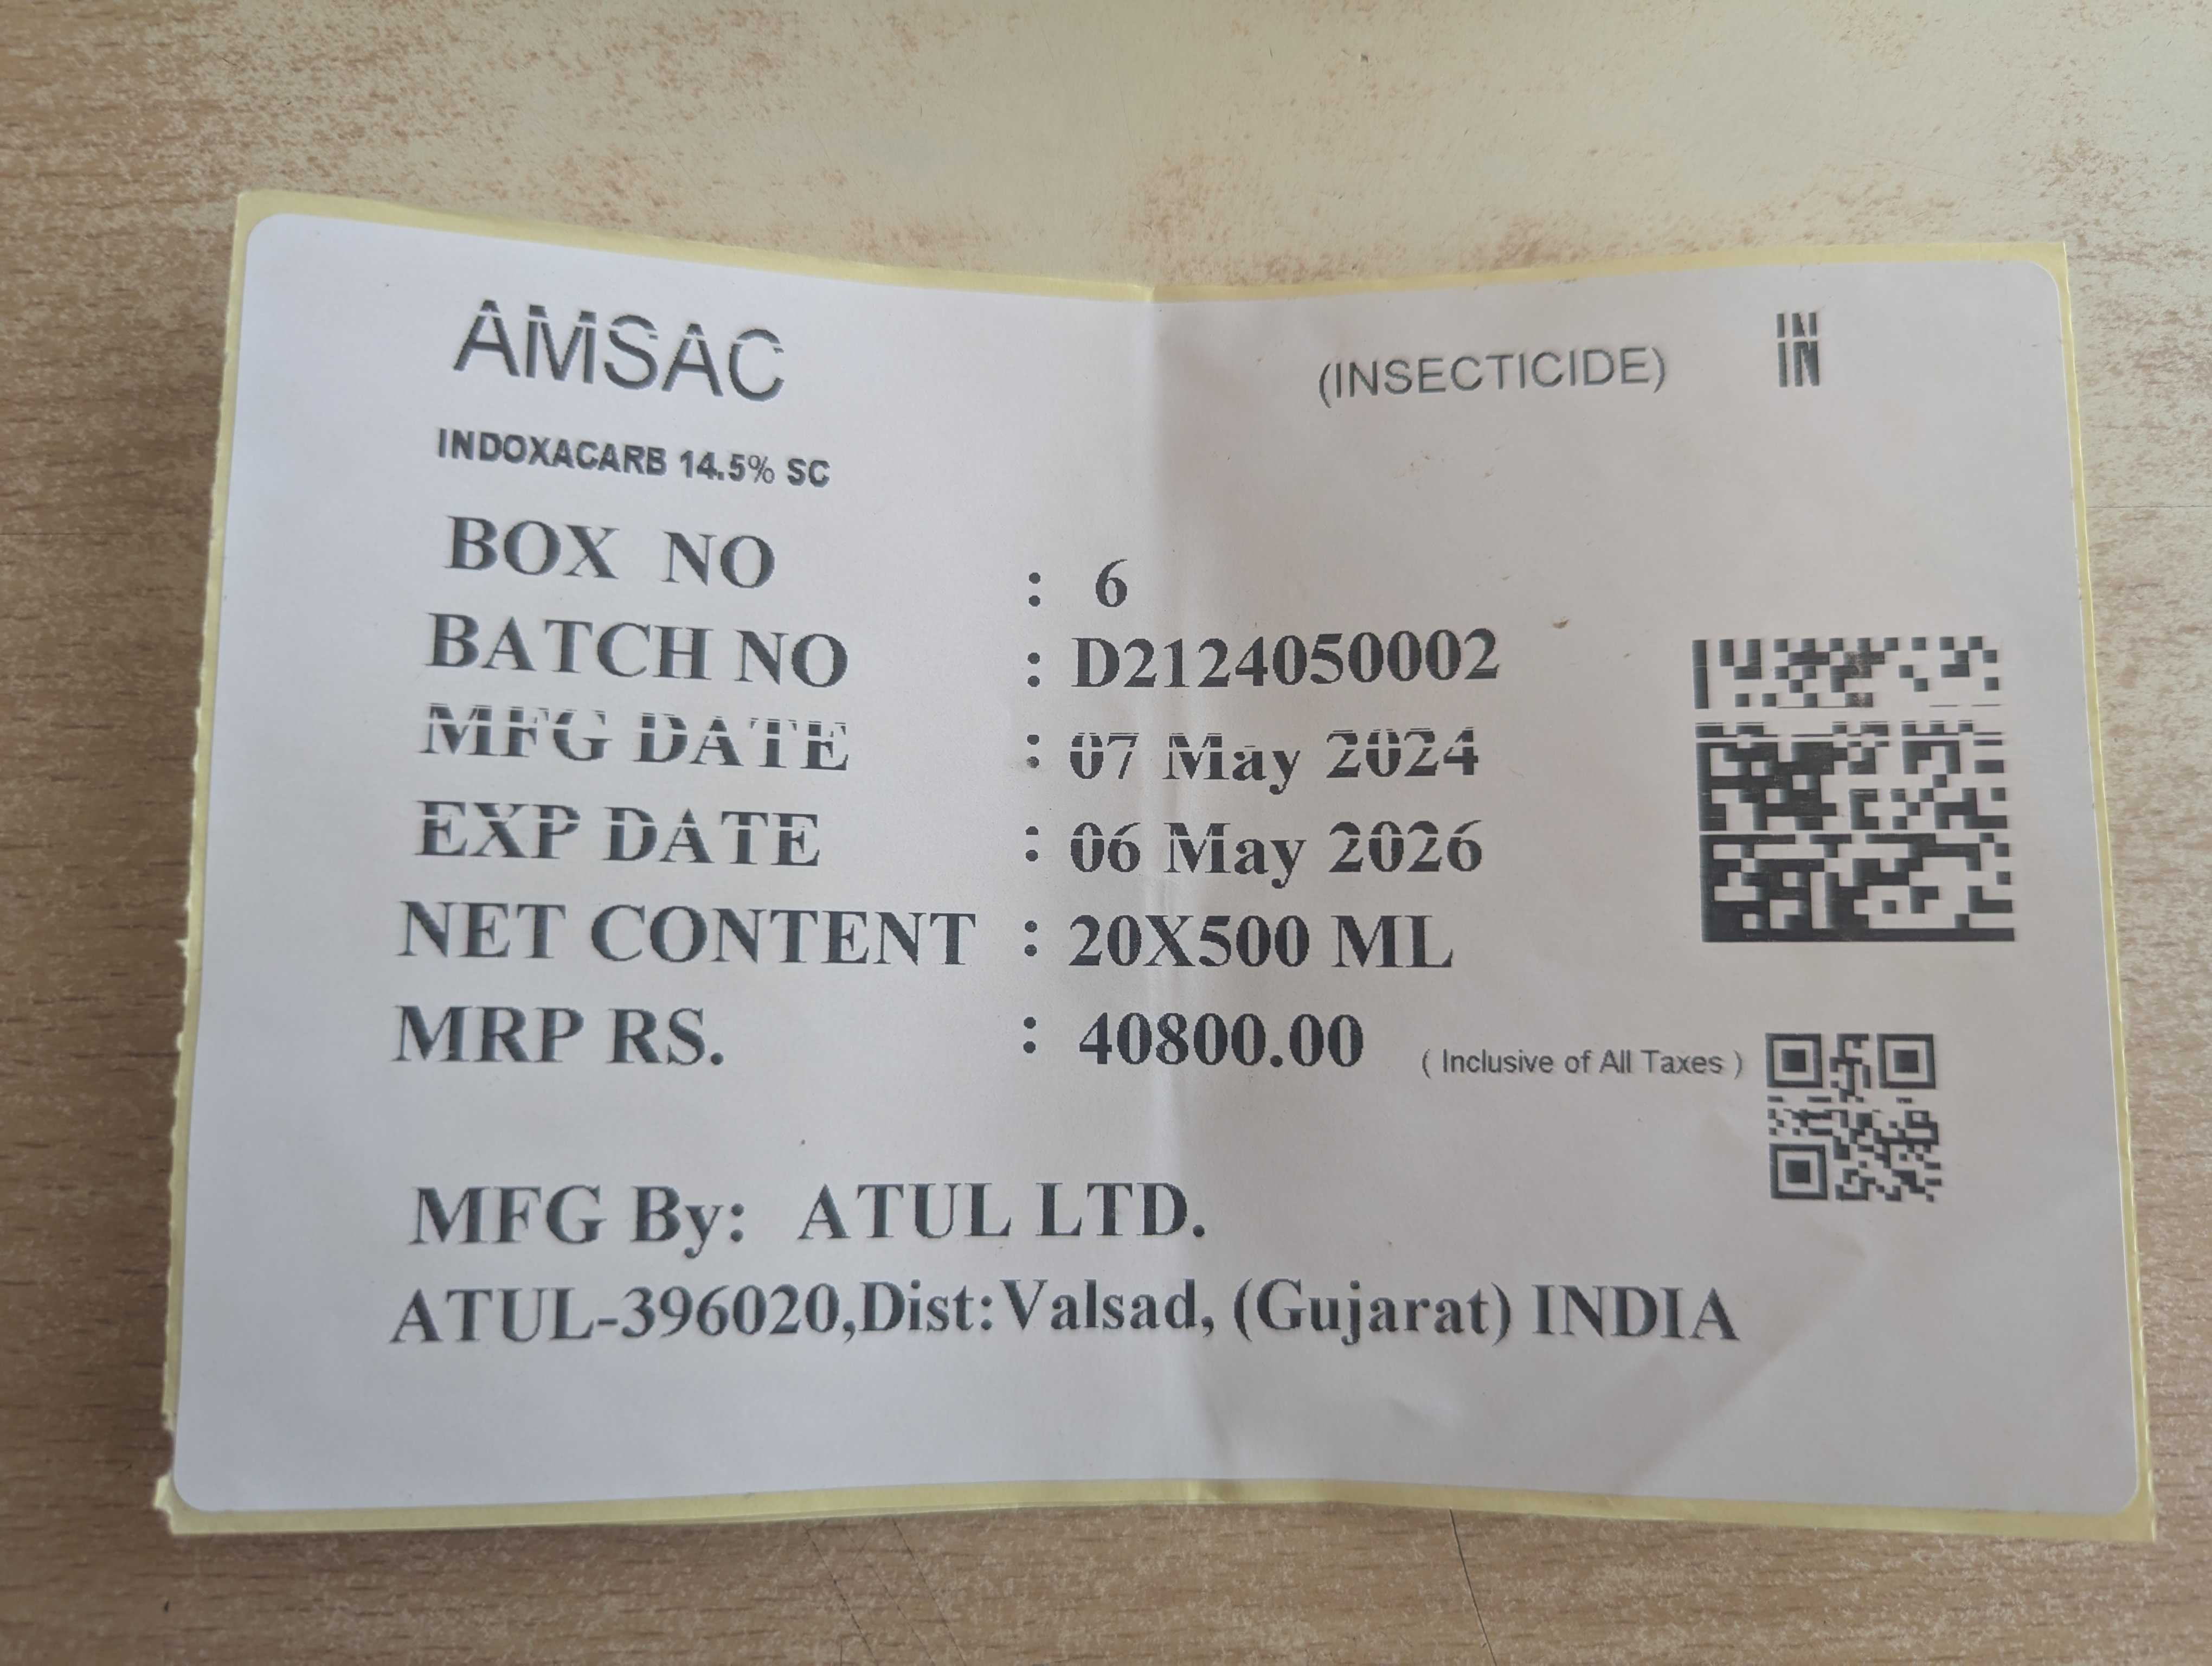 AMSAC (INSECTICIDE) IN
INDOXACARB 14.5% SC
BOX NO : 6
BATCH NO : D2124050002
MFG DATE : 07 May 2024
EXP DATE : 06 May 2026
NET CONTENT : 20X500 ML
MRP RS. : 40800.00 ( Inclusive of All Taxes )
MFG By: ATUL LTD.
ATUL-396020,Dist:Valsad, (Gujarat) INDIA